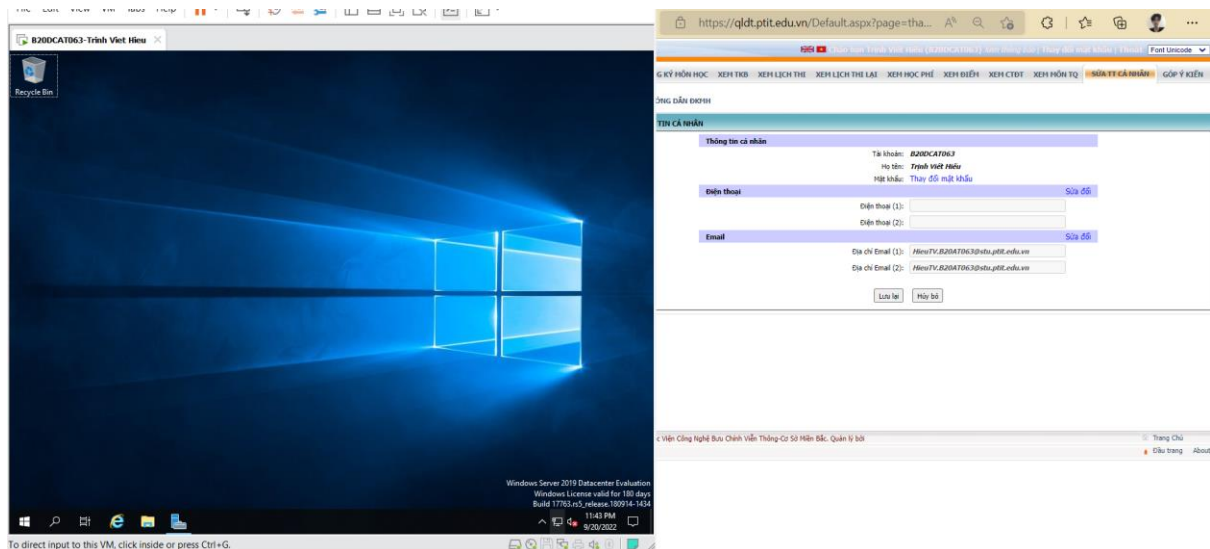 File Edit View VM Tabs Help
B20DCAT063-Trinh Viet Hieu
Recycle Bin
Windows Server 2019 Datacenter Evaluation
Windows License valid for 180 days
Build 17763.rs5_release.180914-1434
11:43 PM
9/20/2022
To direct input to this VM, click inside or press Ctrl+G.
https://qldt.ptit.edu.vn/Default.aspx?page=tha...
Trịnh Viết Hiếu (B20DCAT063)
Font Unicode
G KÝ MÔN HỌC XEM TKB XEM LỊCH THI XEM LỊCH THI LẠI XEM HỌC PHÍ XEM ĐIỂM XEM CTĐT XEM MÔN TQ SỬA TT CÁ NHÂN GÓP Ý KIẾN
ỚNG DẪN ĐKMH
TIN CÁ NHÂN
Thông tin cá nhân
Tài khoản: B20DCAT063
Họ tên: Trịnh Viết Hiếu
Mật khẩu: Thay đổi mật khẩu
Điện thoại Sửa đổi
Điện thoại (1):
Điện thoại (2):
Email Sửa đổi
Địa chỉ Email (1): HieuTV.B20AT063@stu.ptit.edu.vn
Địa chỉ Email (2): HieuTV.B20AT063@stu.ptit.edu.vn
Lưu lại Hủy bỏ
c Viện Công Nghệ Bưu Chính Viễn Thông-Cơ Sở Miền Bắc. Quản lý bởi
Trang Chủ
Đầu trang About